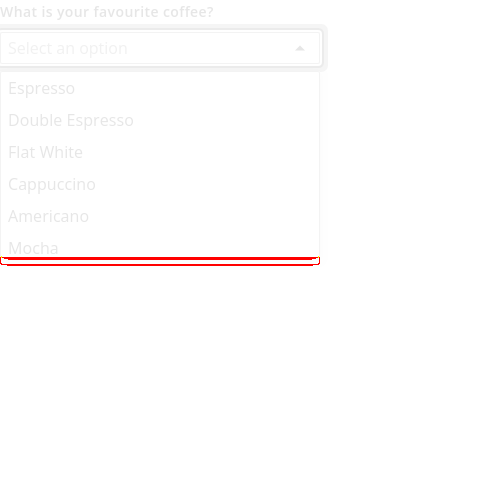 What is your favourite coffee?
Select an option
Espresso
Double Espresso
Flat White
Cappuccino
Americano
Mocha